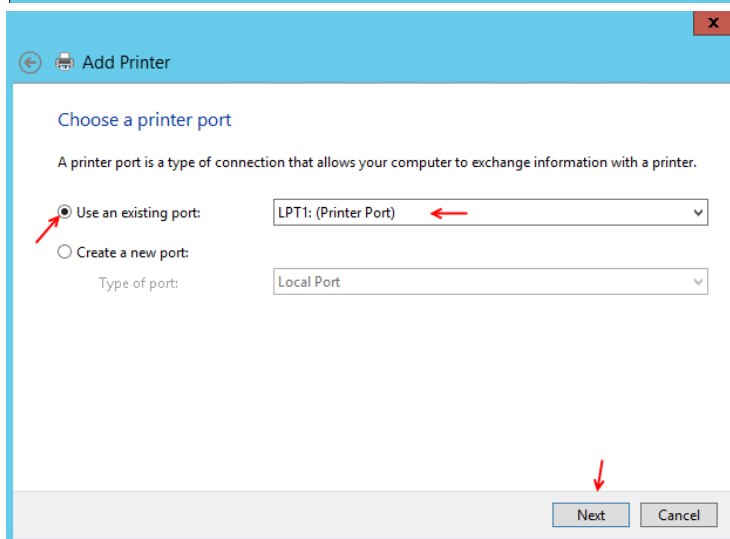 x
Add Printer
Choose a printer port
A printer port is a type of connection that allows your computer to exchange information with a printer.
Use an existing port: LPT1: (Printer Port)
Create a new port:
Type of port: Local Port
Next Cancel